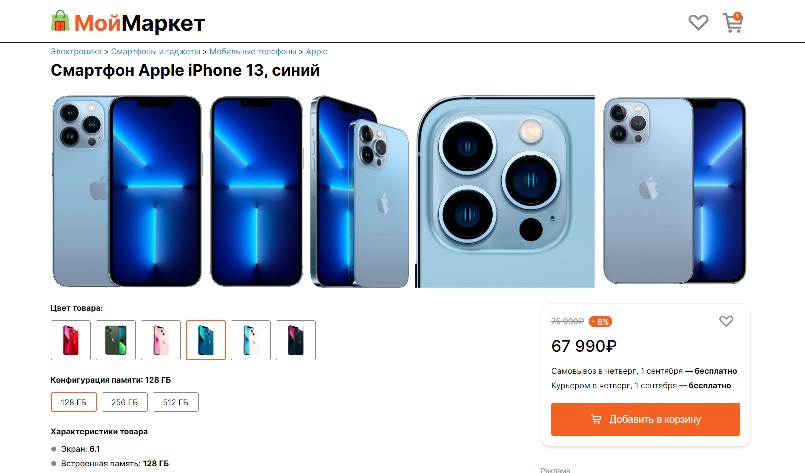 МойМаркет
1
Электроника > Смартфоны и гаджеты > Мобильные телефоны > Apple
Смартфон Apple iPhone 13, синий
Цвет товара:
Конфигурация памяти: 128 ГБ
128 ГБ
256 ГБ
512 ГБ
Характеристики товара
Экран: 6.1
Встроенная память: 128 ГБ
75 990₽
- 8%
67 990₽
Самовывоз в четверг, 1 сентября — бесплатно
Курьером в четверг, 1 сентября — бесплатно
Добавить в корзину
Реклама